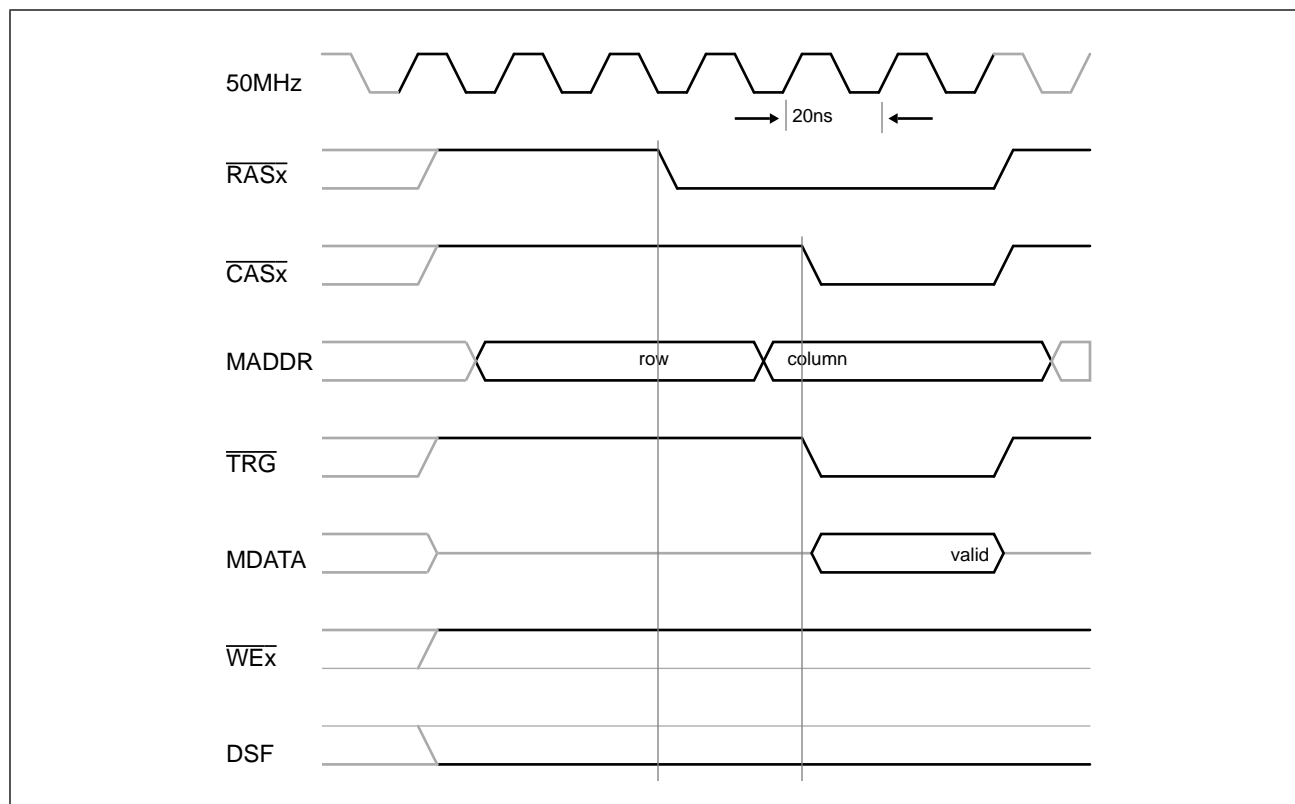 50MHz
20ns
RASx
CASx
MADDR
row
column
TRG
MDATA
valid
WEx
DSF